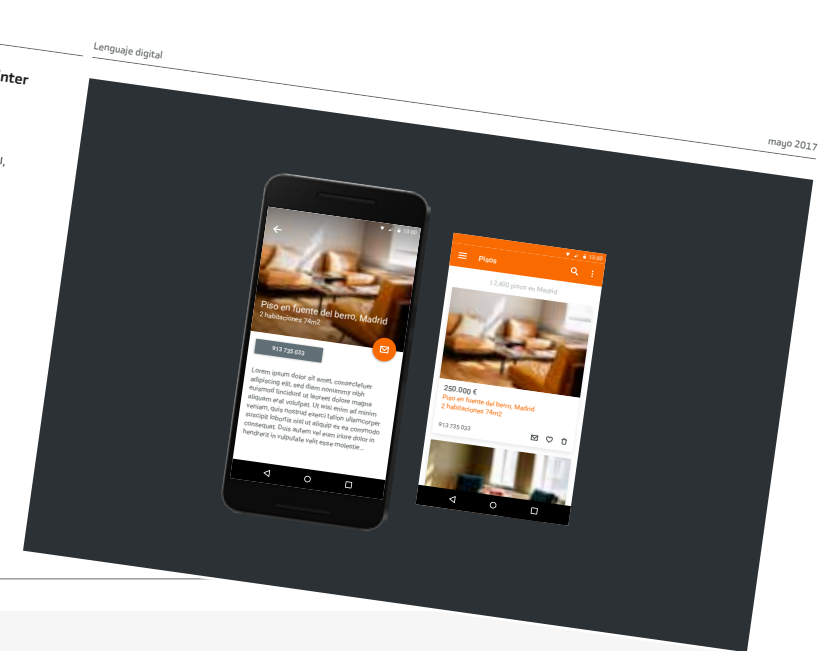 Lenguaje digital
mayo 2017
12:00
Piso en fuente del berro, Madrid
2 habitaciones 74m2
913 735 033
Lorem ipsum dolor sit amet, consectetuer
adipiscing elit, sed diam nonummy nibh
euismod tincidunt ut laoreet dolore magna
aliquam erat volutpat. Ut wisi enim ad minim
veniam, quis nostrud exerci tation ullamcorper
suscipit lobortis nisl ut aliquip ex ea commodo
consequat. Duis autem vel eum iriure dolor in
hendrerit in vulputate velit esse molestie...
12:00
Pisos
12,400 pisos en Madrid
250.000 €
Piso en fuente del berro, Madrid
2 habitaciones 74m2
913 735 033